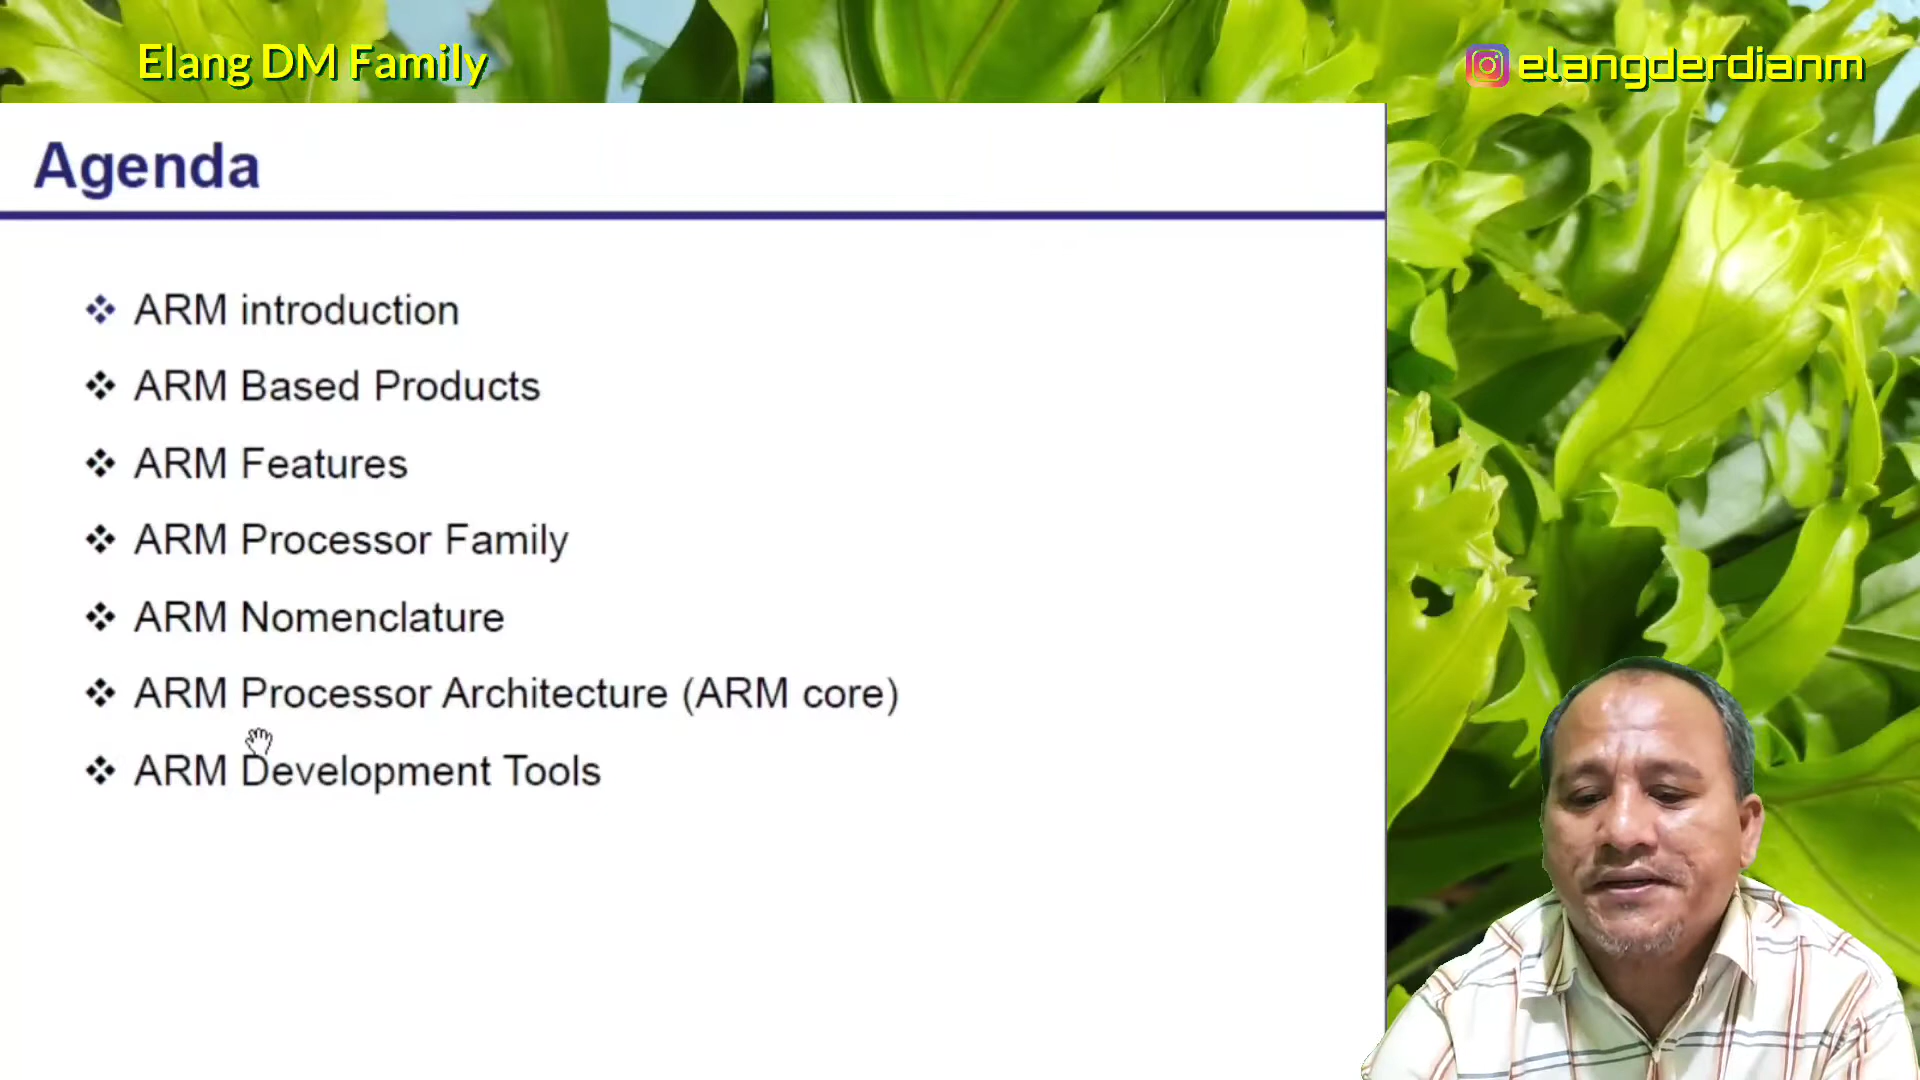 Elang DM Family
elangderdianm
Agenda
ARM introduction
ARM Based Products
ARM Features
ARM Processor Family
ARM Nomenclature
ARM Processor Architecture (ARM core)
ARM Development Tools